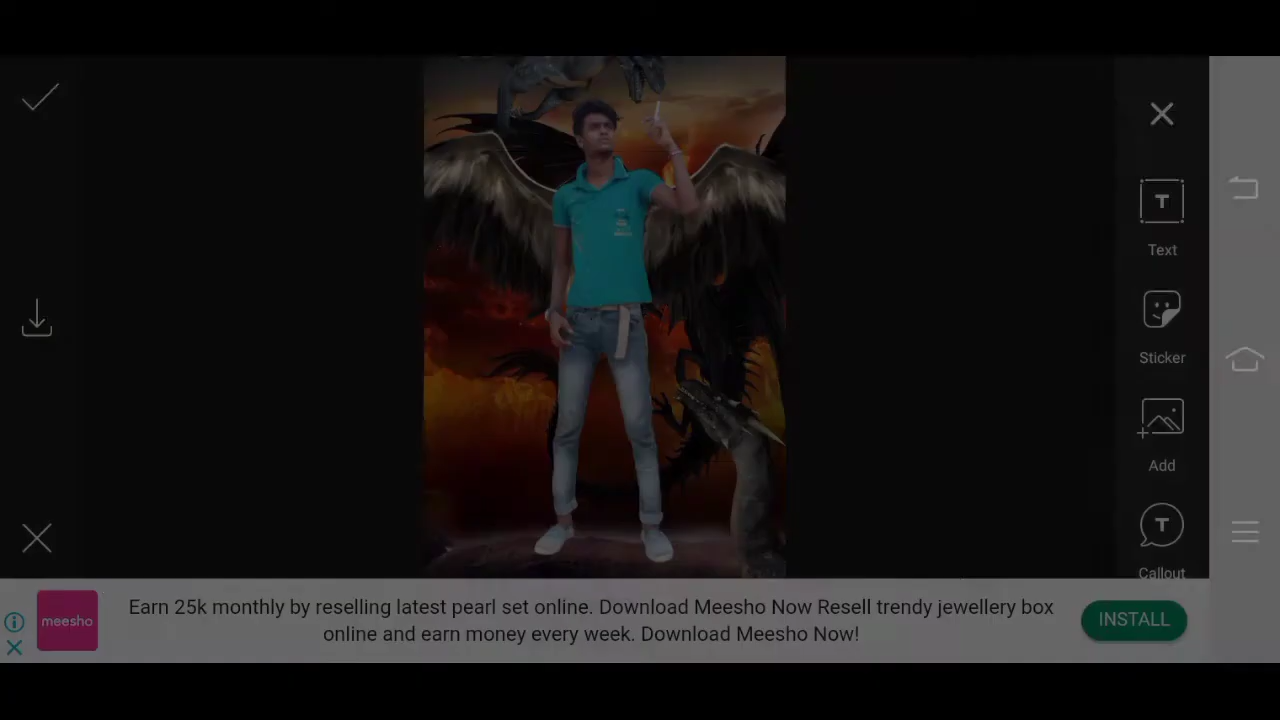 T
Text
Sticker
Add
T
Callout
meesho
Earn 25k monthly by reselling latest pearl set online. Download Meesho Now Resell trendy jewellery box
online and earn money every week. Download Meesho Now!
INSTALL